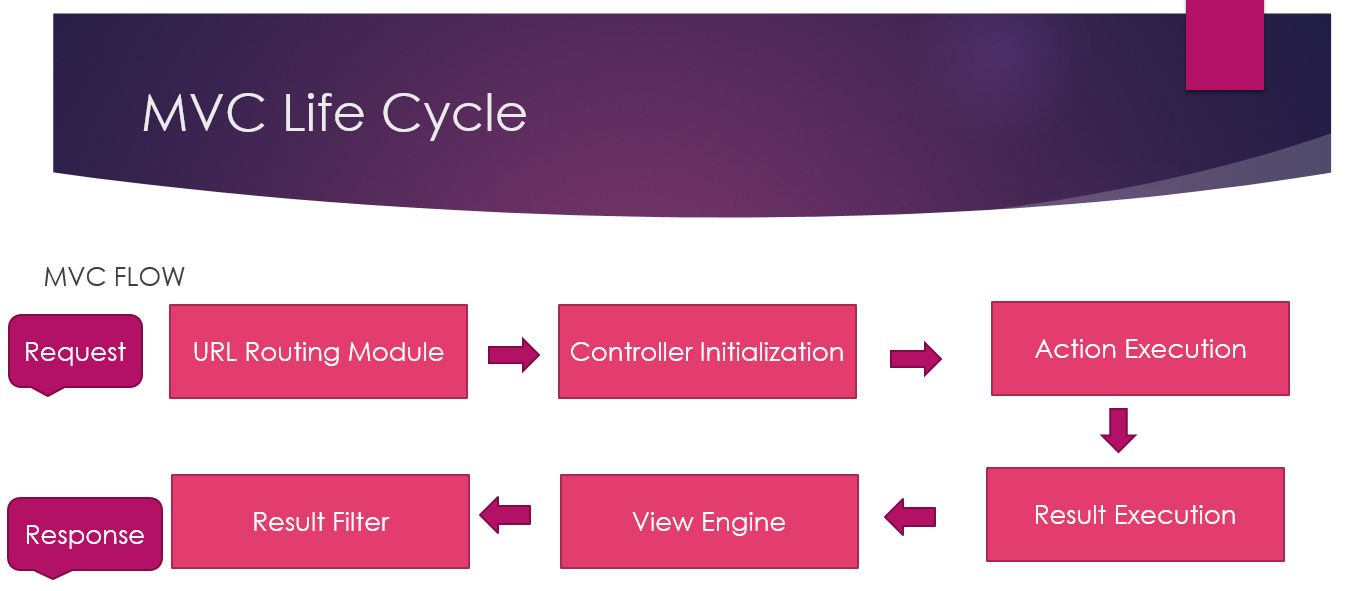 MVC Life Cycle
MVC FLOW
Request
URL Routing Module
Controller Initialization
Action Execution
Response
Result Filter
View Engine
Result Execution